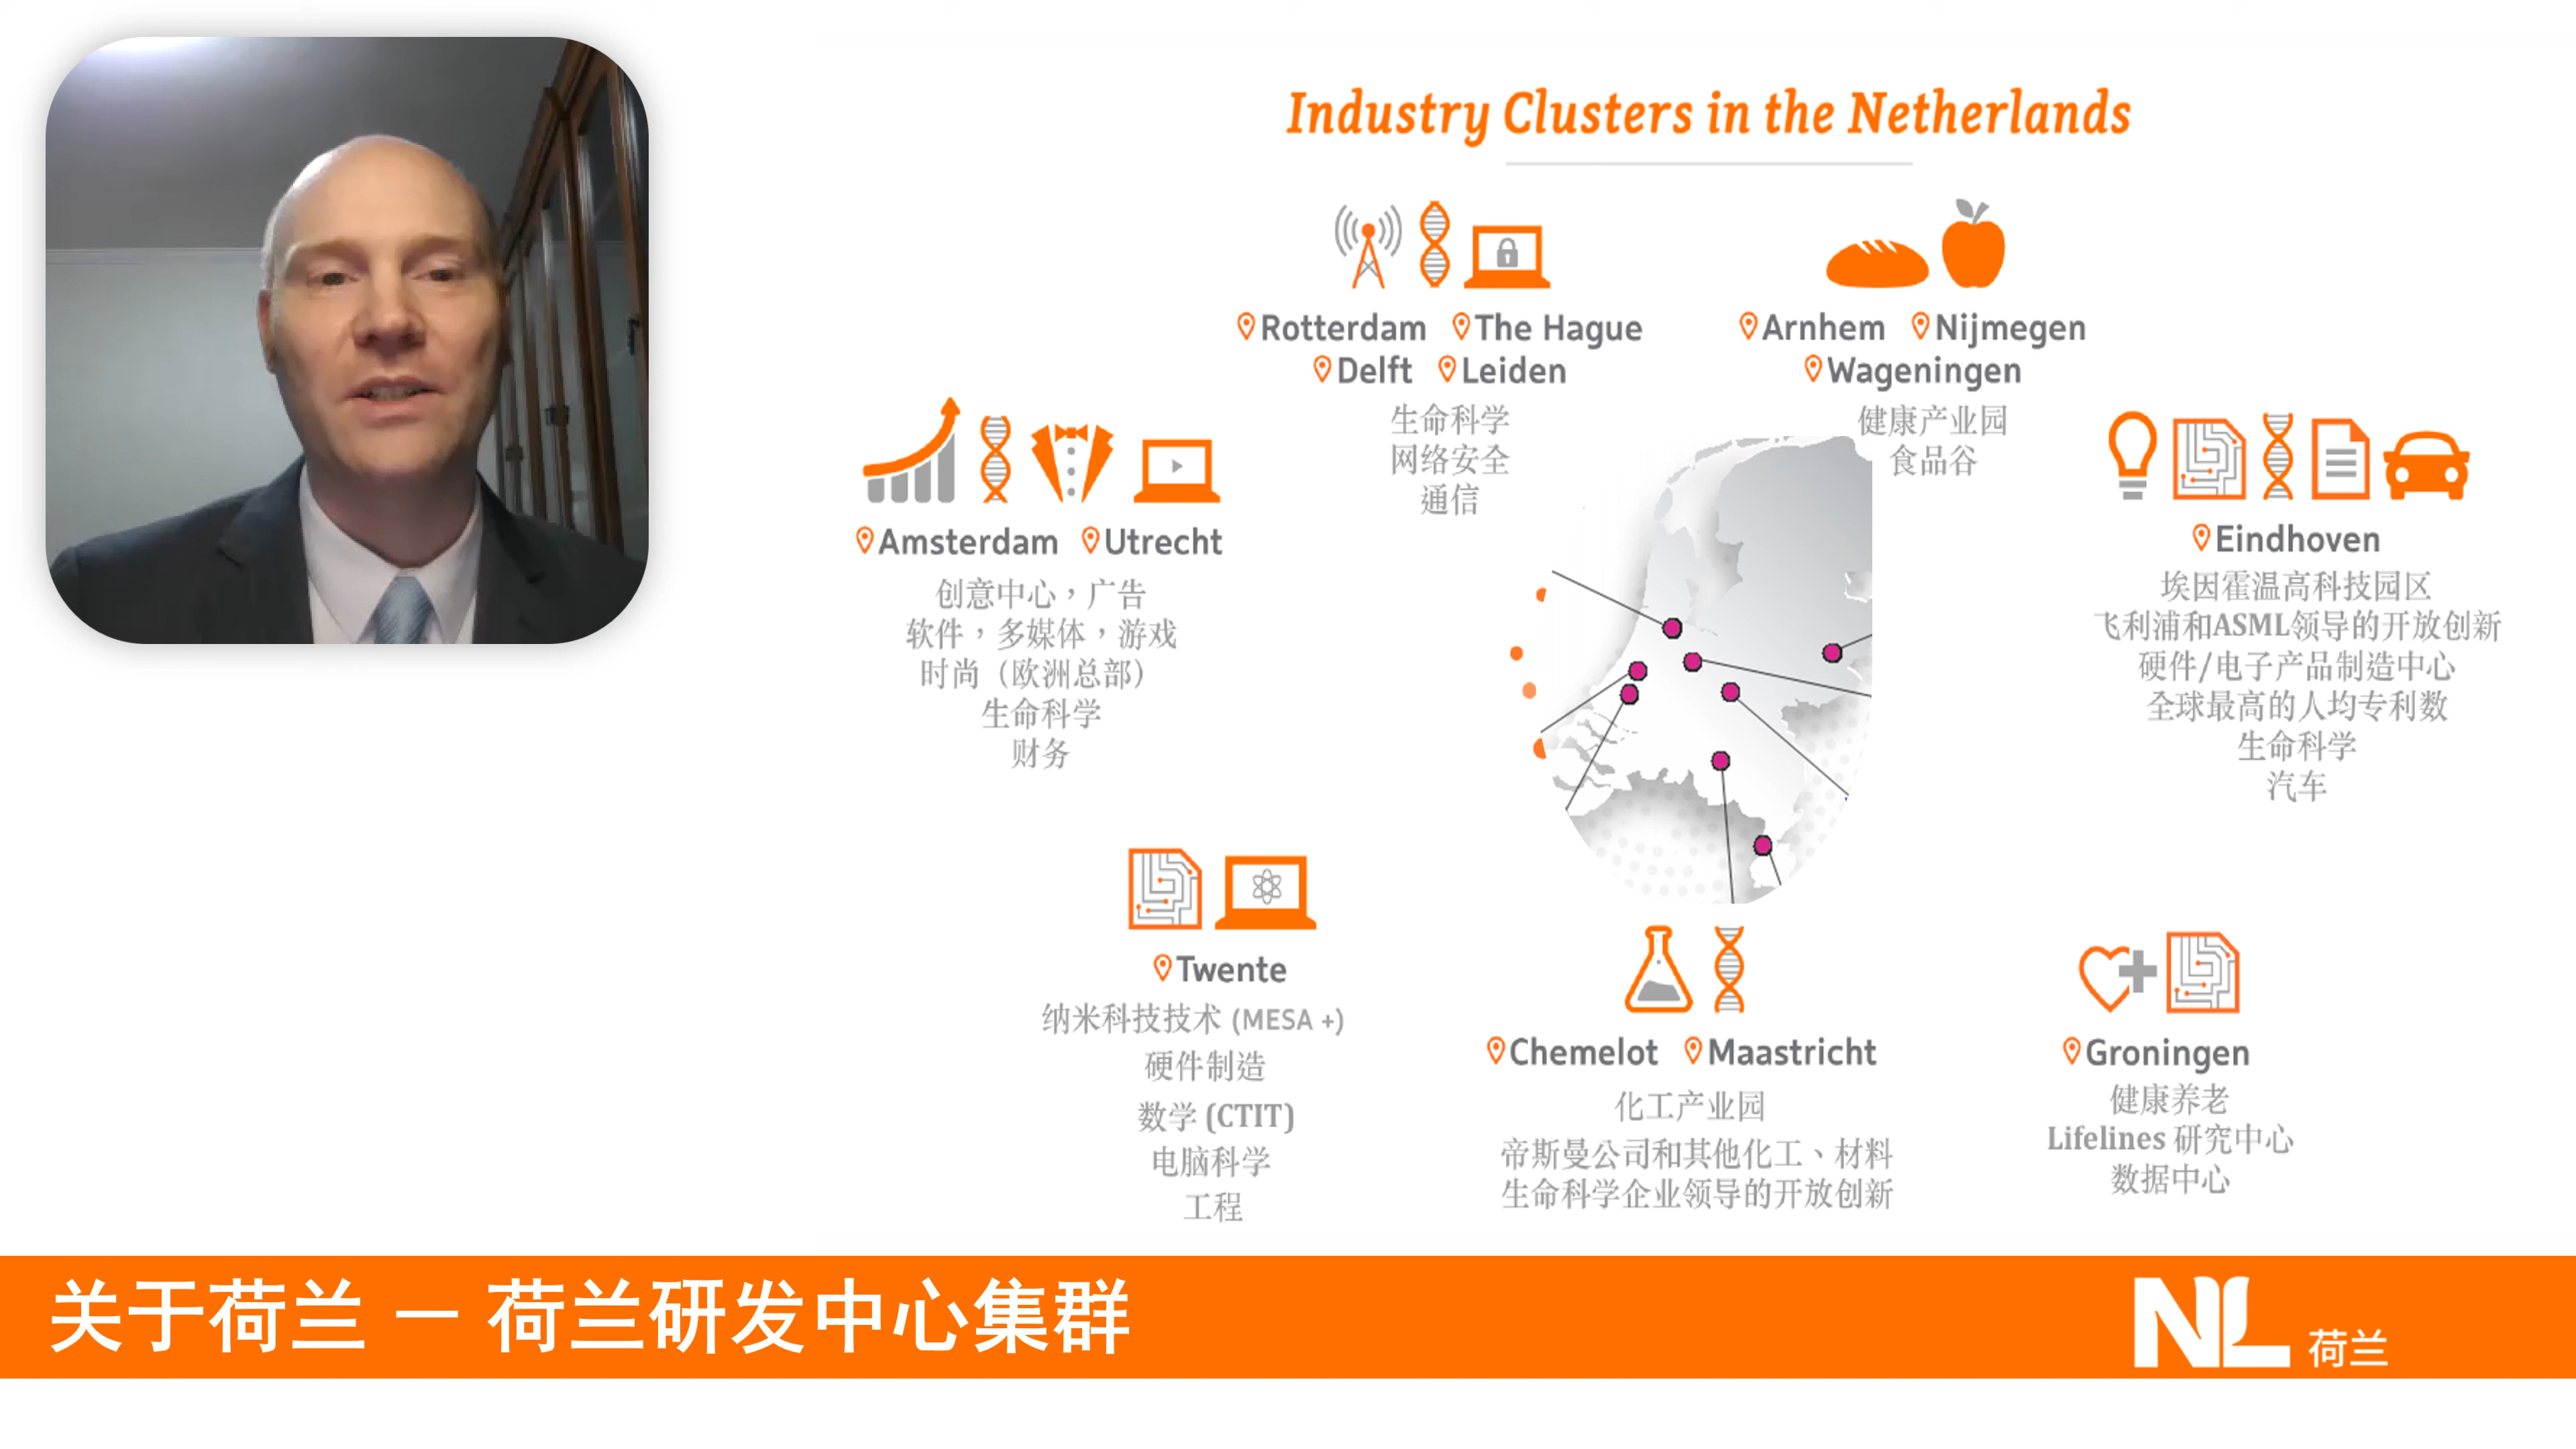 Industry Clusters in the Netherlands
Rotterdam The Hague
Delft Leiden
生命科学
网络安全
通信
Arnhem Nijmegen
Wageningen
健康产业园
食品谷
Amsterdam Utrecht
创意中心，广告
软件，多媒体，游戏
时尚（欧洲总部）
生命科学
财务
Eindhoven
埃因霍温高科技园区
飞利浦和ASML领导的开放创新
硬件/电子产品制造中心
全球最高的人均专利数
生命科学
汽车
Twente
纳米科技技术 (MESA +)
硬件制造
数学 (CTIT)
电脑科学
工程
Chemelot Maastricht
化工产业园
帝斯曼公司和其他化工、材料
生命科学企业领导的开放创新
Groningen
健康养老
Lifelines 研究中心
数据中心
关于荷兰 — 荷兰研发中心集群
NL 荷兰